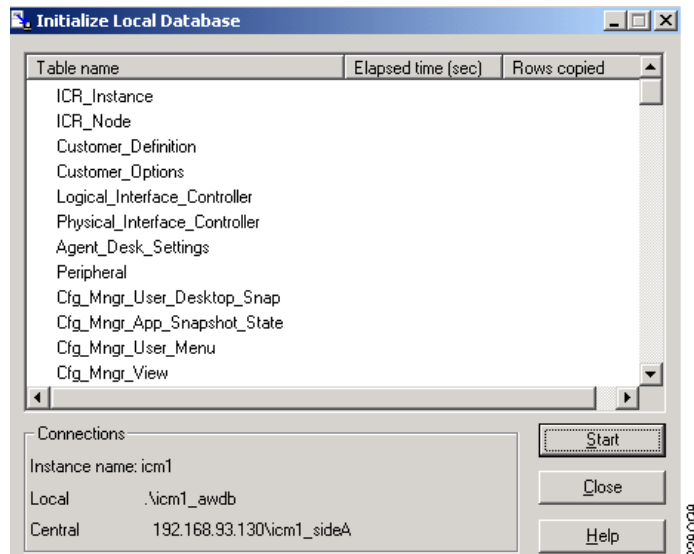 Initialize Local Database
Table name Elapsed time (sec) Rows copied
ICR_Instance
ICR_Node
Customer_Definition
Customer_Options
Logical_Interface_Controller
Physical_Interface_Controller
Agent_Desk_Settings
Peripheral
Cfg_Mngr_User_Desktop_Snap
Cfg_Mngr_App_Snapshot_State
Cfg_Mngr_User_Menu
Cfg_Mngr_View
Connections
Instance name: icm1
Local .\icm1_awdb
Central 192.168.93.130\icm1_sideA
Start
Close
Help